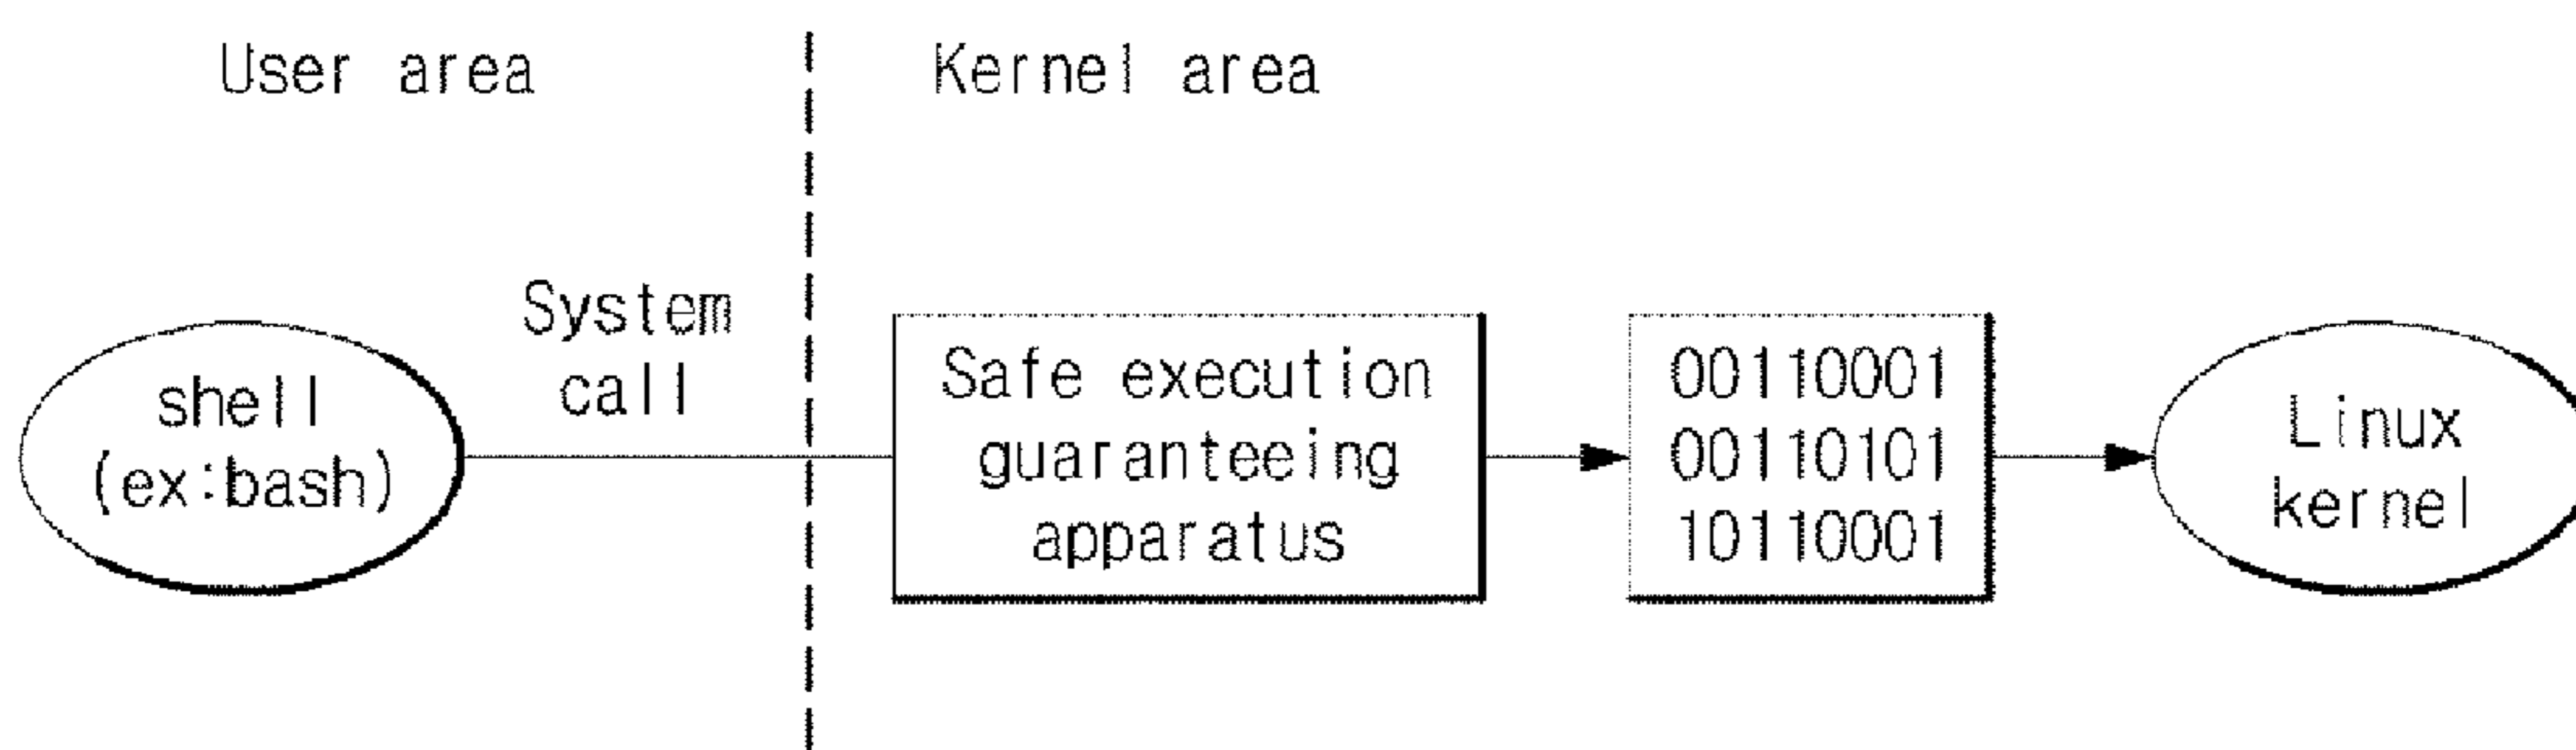 User area
Kernel area
System
call
shell
(ex:bash)
Safe execution
guaranteeing
apparatus
00110001
00110101
10110001
Linux
kernel